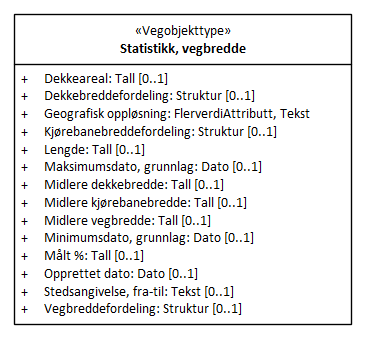 «Vegobjekttype»
Statistikk, vegbredde
+ Dekkeareal: Tall [0..1]
+ Dekkebreddefordeling: Struktur [0..1]
+ Geografisk oppløsning: FlerverdiAttributt, Tekst
+ Kjørebanebreddefordeling: Struktur [0..1]
+ Lengde: Tall [0..1]
+ Maksimumsdato, grunnlag: Dato [0..1]
+ Midlere dekkebredde: Tall [0..1]
+ Midlere kjørebanebredde: Tall [0..1]
+ Midlere vegbredde: Tall [0..1]
+ Minimumsdato, grunnlag: Dato [0..1]
+ Målt %: Tall [0..1]
+ Opprettet dato: Dato [0..1]
+ Stedsangivelse, fra-til: Tekst [0..1]
+ Vegbreddefordeling: Struktur [0..1]